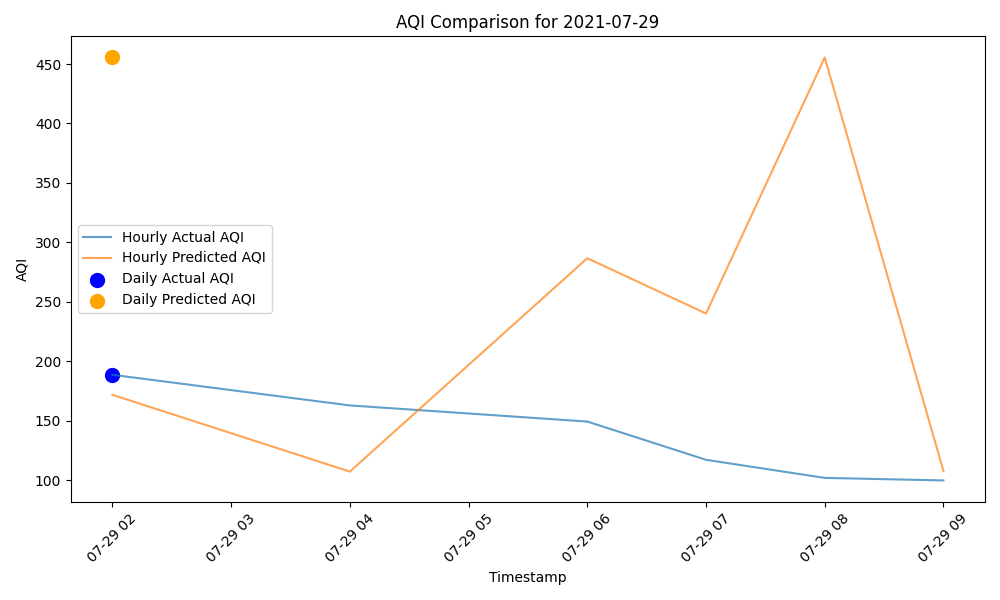 AQI Comparison for 2021-07-29
AQI
450
400
350
300
250
200
150
100
Hourly Actual AQI
Hourly Predicted AQI
Daily Actual AQI
Daily Predicted AQI
07-29 02
07-29 03
07-29 04
07-29 05
07-29 06
07-29 07
07-29 08
07-29 09
Timestamp